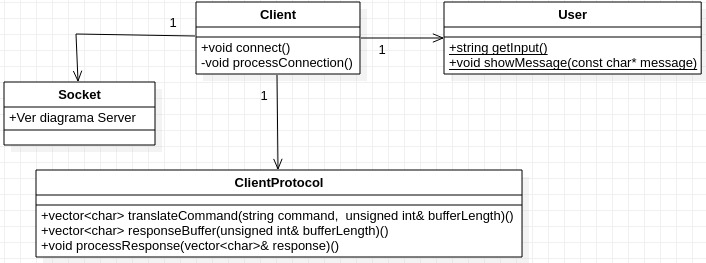 Client
+void connect()
-void processConnection()
User
+string getInput()
+void showMessage(const char* message)
1
1
1
Socket
+Ver diagrama Server
ClientProtocol
+vector<char> translateCommand(string command,  unsigned int& bufferLength)()
+vector<char> responseBuffer(unsigned int& bufferLength)()
+void processResponse(vector<char>& response)()